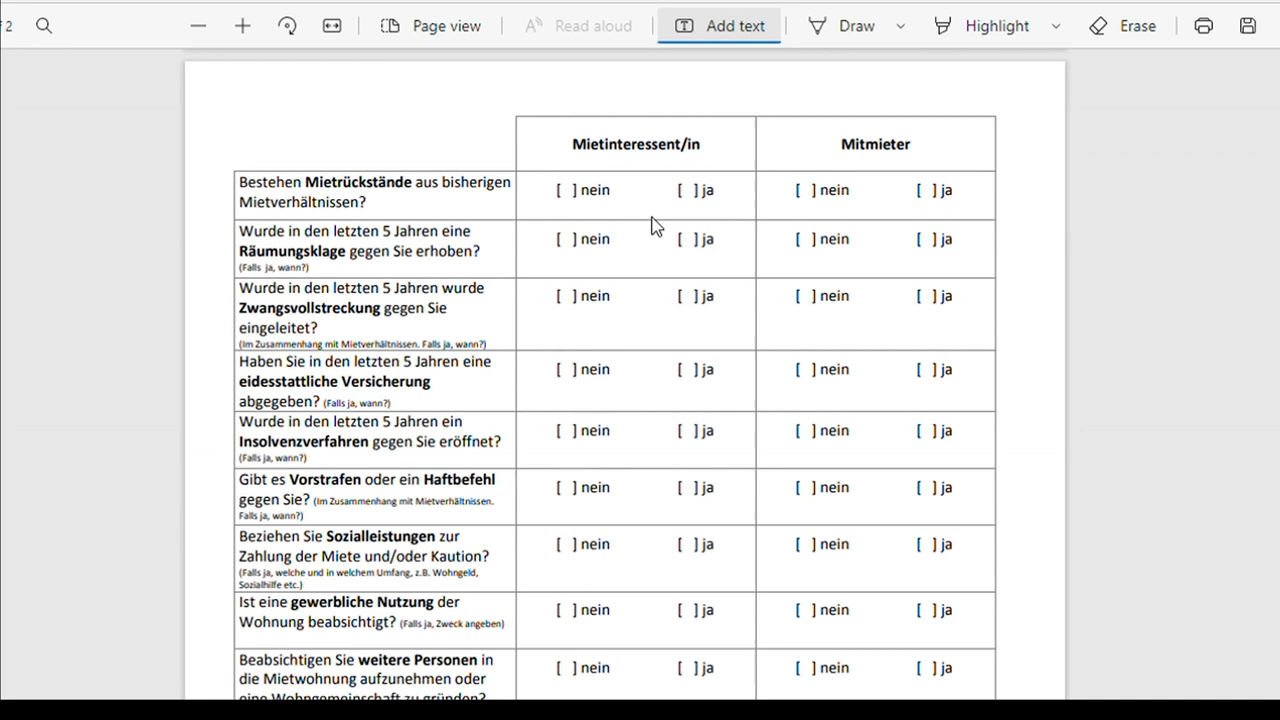 2 Page view Read aloud Add text Draw Highlight Erase
Mietinteressent/in Mitmieter
Bestehen Mietrückstände aus bisherigen
Mietverhältnissen?
[ ] nein [ ] ja [ ] nein [ ] ja
Wurde in den letzten 5 Jahren eine
Räumungsklage gegen Sie erhoben?
(Falls ja, wann?)
[ ] nein [ ] ja [ ] nein [ ] ja
Wurde in den letzten 5 Jahren wurde
Zwangsvollstreckung gegen Sie
eingeleitet?
(Im Zusammenhang mit Mietverhältnissen. Falls ja, wann?)
[ ] nein [ ] ja [ ] nein [ ] ja
Haben Sie in den letzten 5 Jahren eine
eidesstattliche Versicherung
abgegeben? (Falls ja, wann?)
[ ] nein [ ] ja [ ] nein [ ] ja
Wurde in den letzten 5 Jahren ein
Insolvenzverfahren gegen Sie eröffnet?
(Falls ja, wann?)
[ ] nein [ ] ja [ ] nein [ ] ja
Gibt es Vorstrafen oder ein Haftbefehl
gegen Sie? (Im Zusammenhang mit Mietverhältnissen.
Falls ja, wann?)
[ ] nein [ ] ja [ ] nein [ ] ja
Beziehen Sie Sozialleistungen zur
Zahlung der Miete und/oder Kaution?
(Falls ja, welche und in welchem Umfang, z.B. Wohngeld,
Sozialhilfe etc.)
[ ] nein [ ] ja [ ] nein [ ] ja
Ist eine gewerbliche Nutzung der
Wohnung beabsichtigt? (Falls ja, Zweck angeben)
[ ] nein [ ] ja [ ] nein [ ] ja
Beabsichtigen Sie weitere Personen in
die Mietwohnung aufzunehmen oder
eine Wohngemeinschaft zu gründen?
[ ] nein [ ] ja [ ] nein [ ] ja